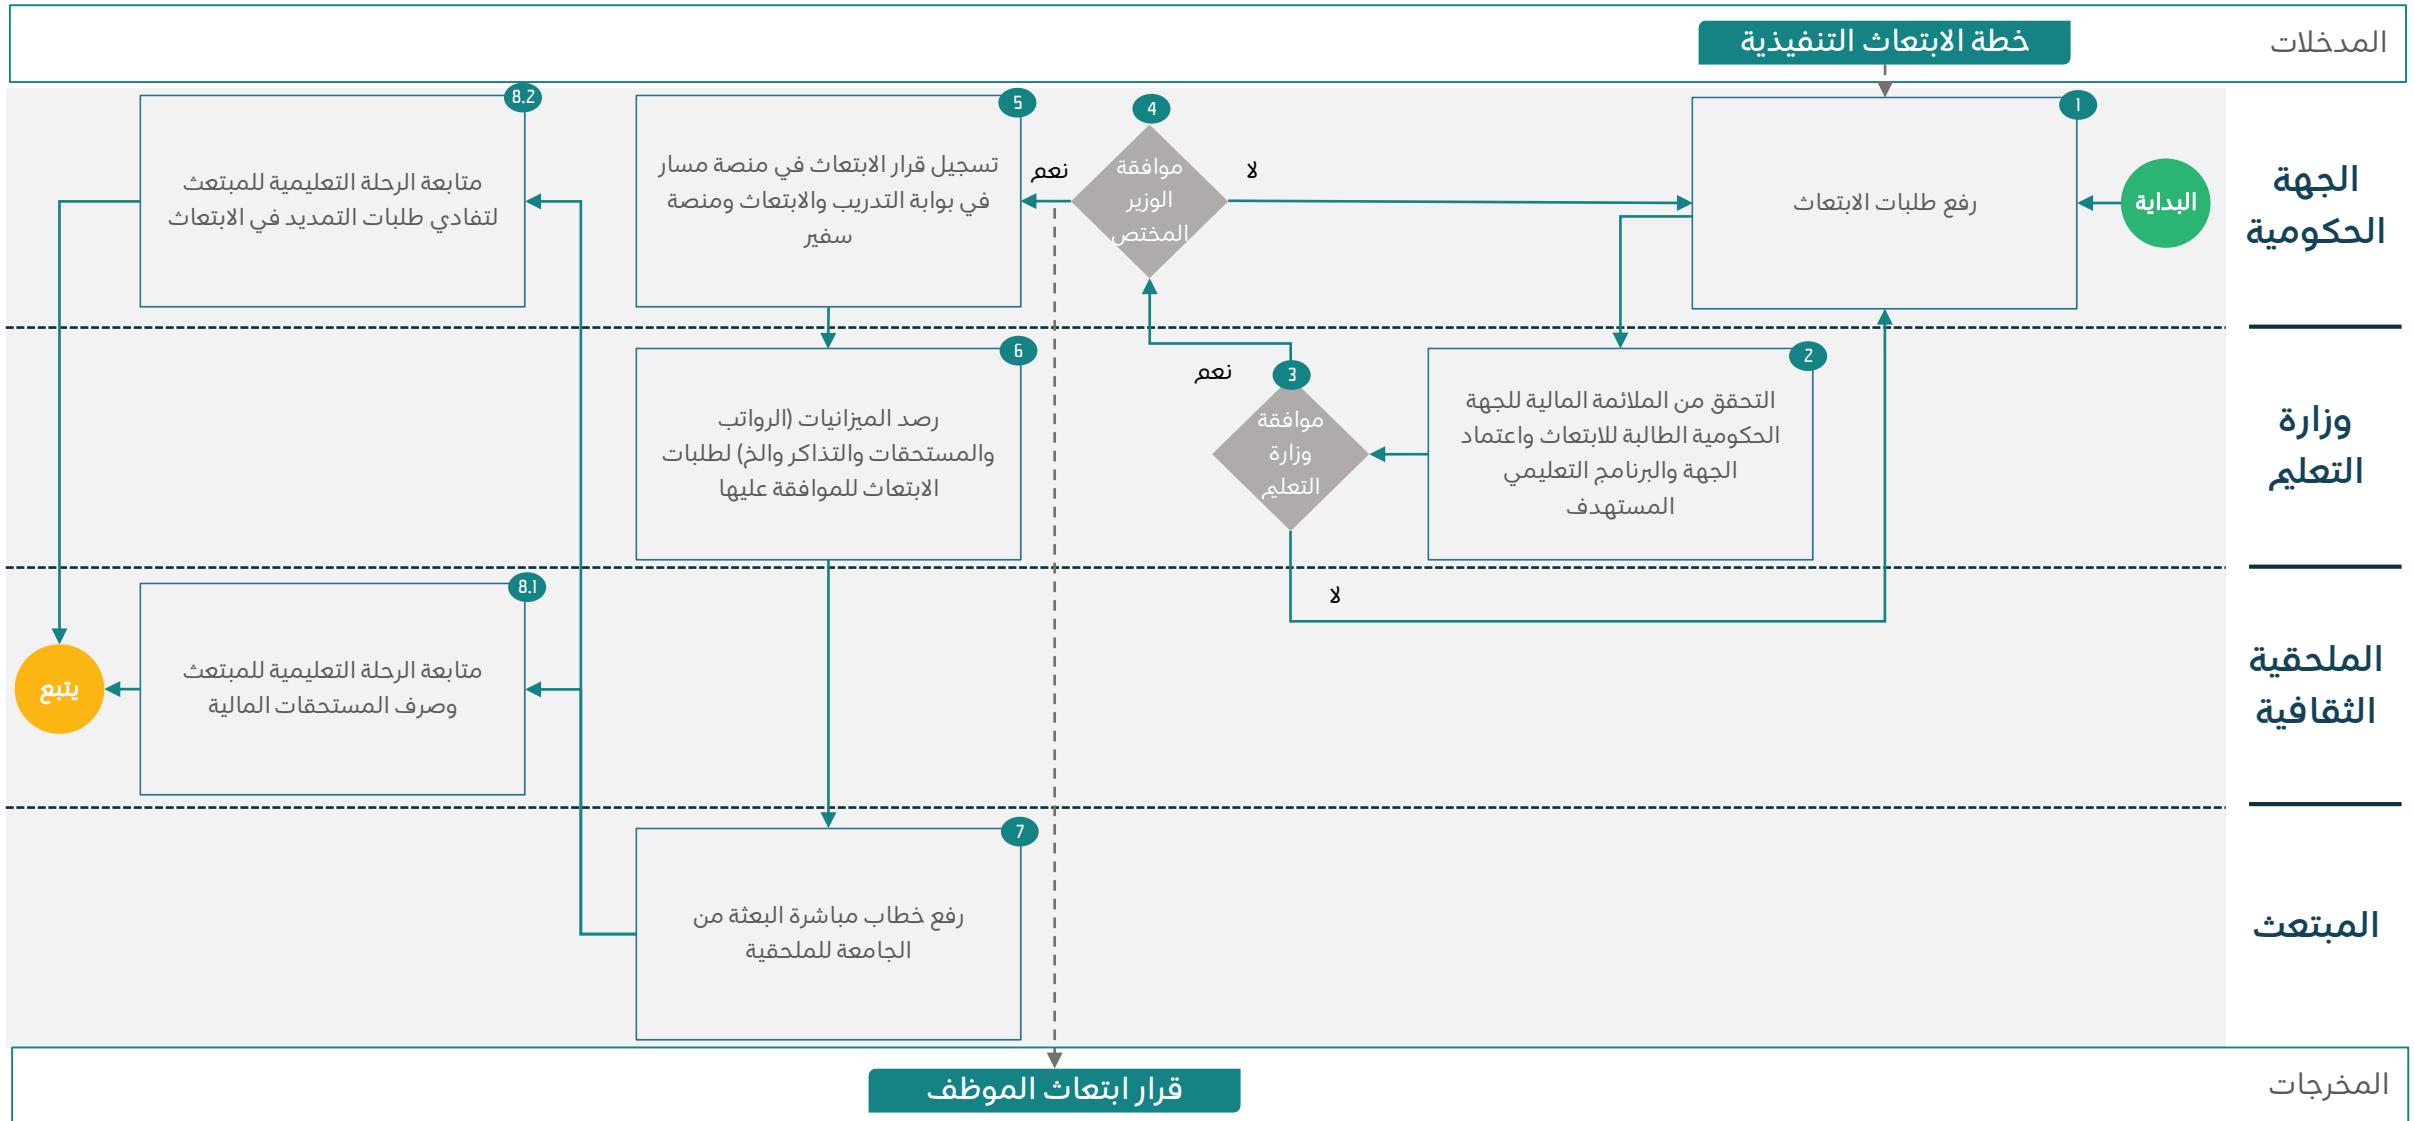 المدخلات
خطة الابتعاث التنفيذية
الجهة
الحكومية
البداية
1
رفع طلبات الابتعاث
لا
4
موافقة
الوزير
المختص
نعم
5
تسجيل قرار الابتعاث في منصة مسار
في بوابة التدريب والابتعاث ومنصة
سفير
8.2
متابعة الرحلة التعليمية للمبتعث
لتفادي طلبات التمديد في الابتعاث
وزارة
التعليم
2
التحقق من الملائمة المالية للجهة
الحكومية الطالبة للابتعاث واعتماد
الجهة والبرنامج التعليمي
المستهدف
3
موافقة
وزارة
التعليم
نعم
لا
6
رصد الميزانيات (الرواتب
والمستحقات والتذاكر والخ) لطلبات
الابتعاث للموافقة عليها
الملحقية
الثقافية
8.1
متابعة الرحلة التعليمية للمبتعث
وصرف المستحقات المالية
يتبع
المبتعث
7
رفع خطاب مباشرة البعثة من
الجامعة للملحقية
المخرجات
قرار ابتعاث الموظف